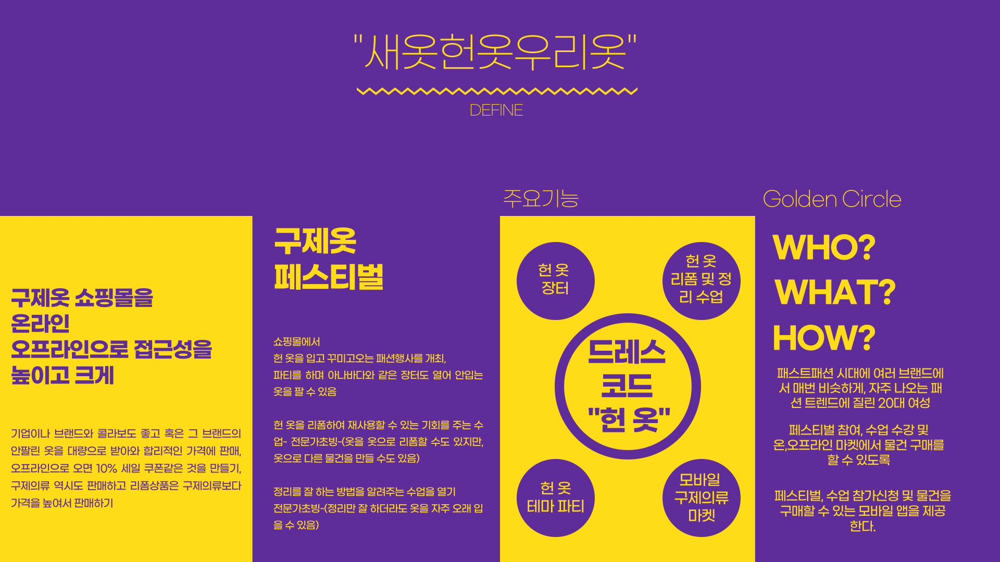 "새옷헌옷우리옷"
DEFINE
구제옷 쇼핑몰을
온라인
오프라인으로 접근성을
높이고 크게
기업이나 브랜드와 콜라보도 좋고 혹은 그 브랜드의
안팔린 옷을 대량으로 받아와 합리적인 가격에 판매,
오프라인으로 오면 10% 세일 쿠폰같은 것을 만들기,
구제의류 역시도 판매하고 리폼상품은 구제의류보다
가격을 높여서 판매하기
구제옷
페스티벌
쇼핑몰에서
헌 옷을 입고 꾸미고오는 패션행사를 개최,
파티를 하며 아나바다와 같은 장터도 열어 안입는
옷을 팔 수 있음
헌 옷을 리폼하여 재사용할 수 있는 기회를 주는 수
업- 전문가초빙-(옷을 옷으로 리폼할 수도 있지만,
옷으로 다른 물건을 만들 수도 있음)
정리를 잘 하는 방법을 알려주는 수업을 열기
전문가초빙-(정리만 잘 하더라도 옷을 자주 오래 입
을 수 있음)
주요기능
헌 옷
장터
헌 옷
리폼 및 정
리 수업
드레스
코드
"헌 옷"
헌 옷
테마 파티
모바일
구제의류
마켓
Golden Circle
WHO?
WHAT?
HOW?
패스트패션 시대에 여러 브랜드에
서 매번 비슷하게, 자주 나오는 패
션 트렌드에 질린 20대 여성
페스티벌 참여, 수업 수강 및
온,오프라인 마켓에서 물건 구매를
할 수 있도록
페스티벌, 수업 참가신청 및 물건을
구매할 수 있는 모바일 앱을 제공
한다.